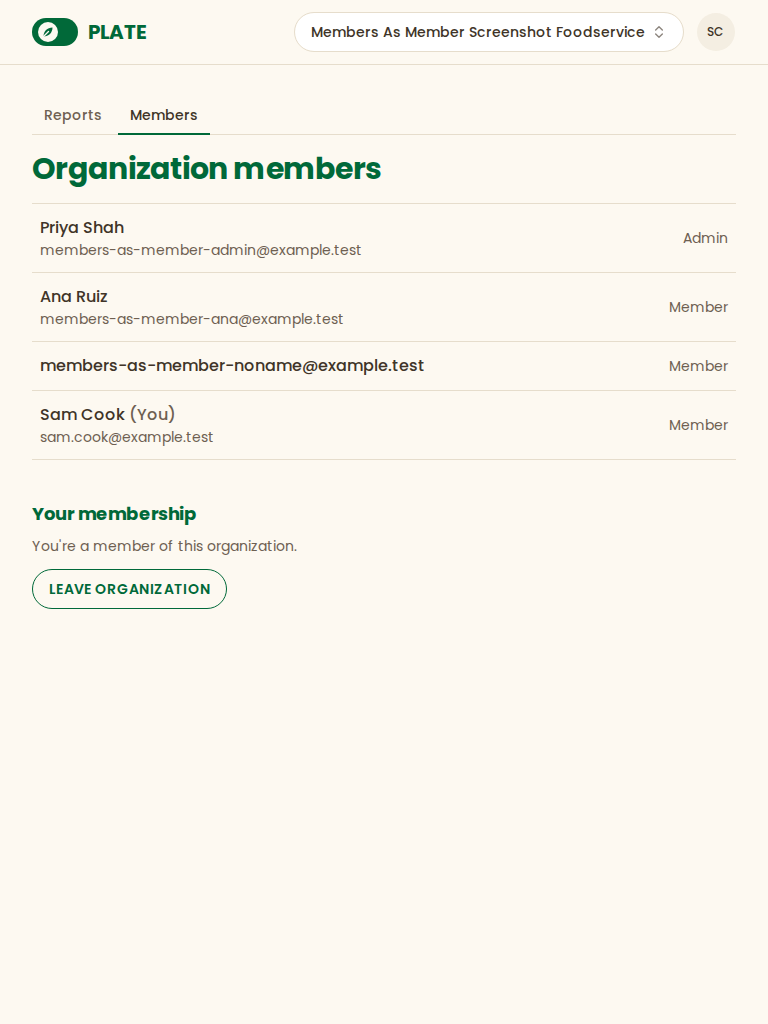 PLATE
Members As Member Screenshot Foodservice
SC
Reports
Members
Organization members
Priya Shah
members-as-member-admin@example.test
Admin
Ana Ruiz
members-as-member-ana@example.test
Member
members-as-member-noname@example.test
Member
Sam Cook (You)
sam.cook@example.test
Member
Your membership
You're a member of this organization.
LEAVE ORGANIZATION